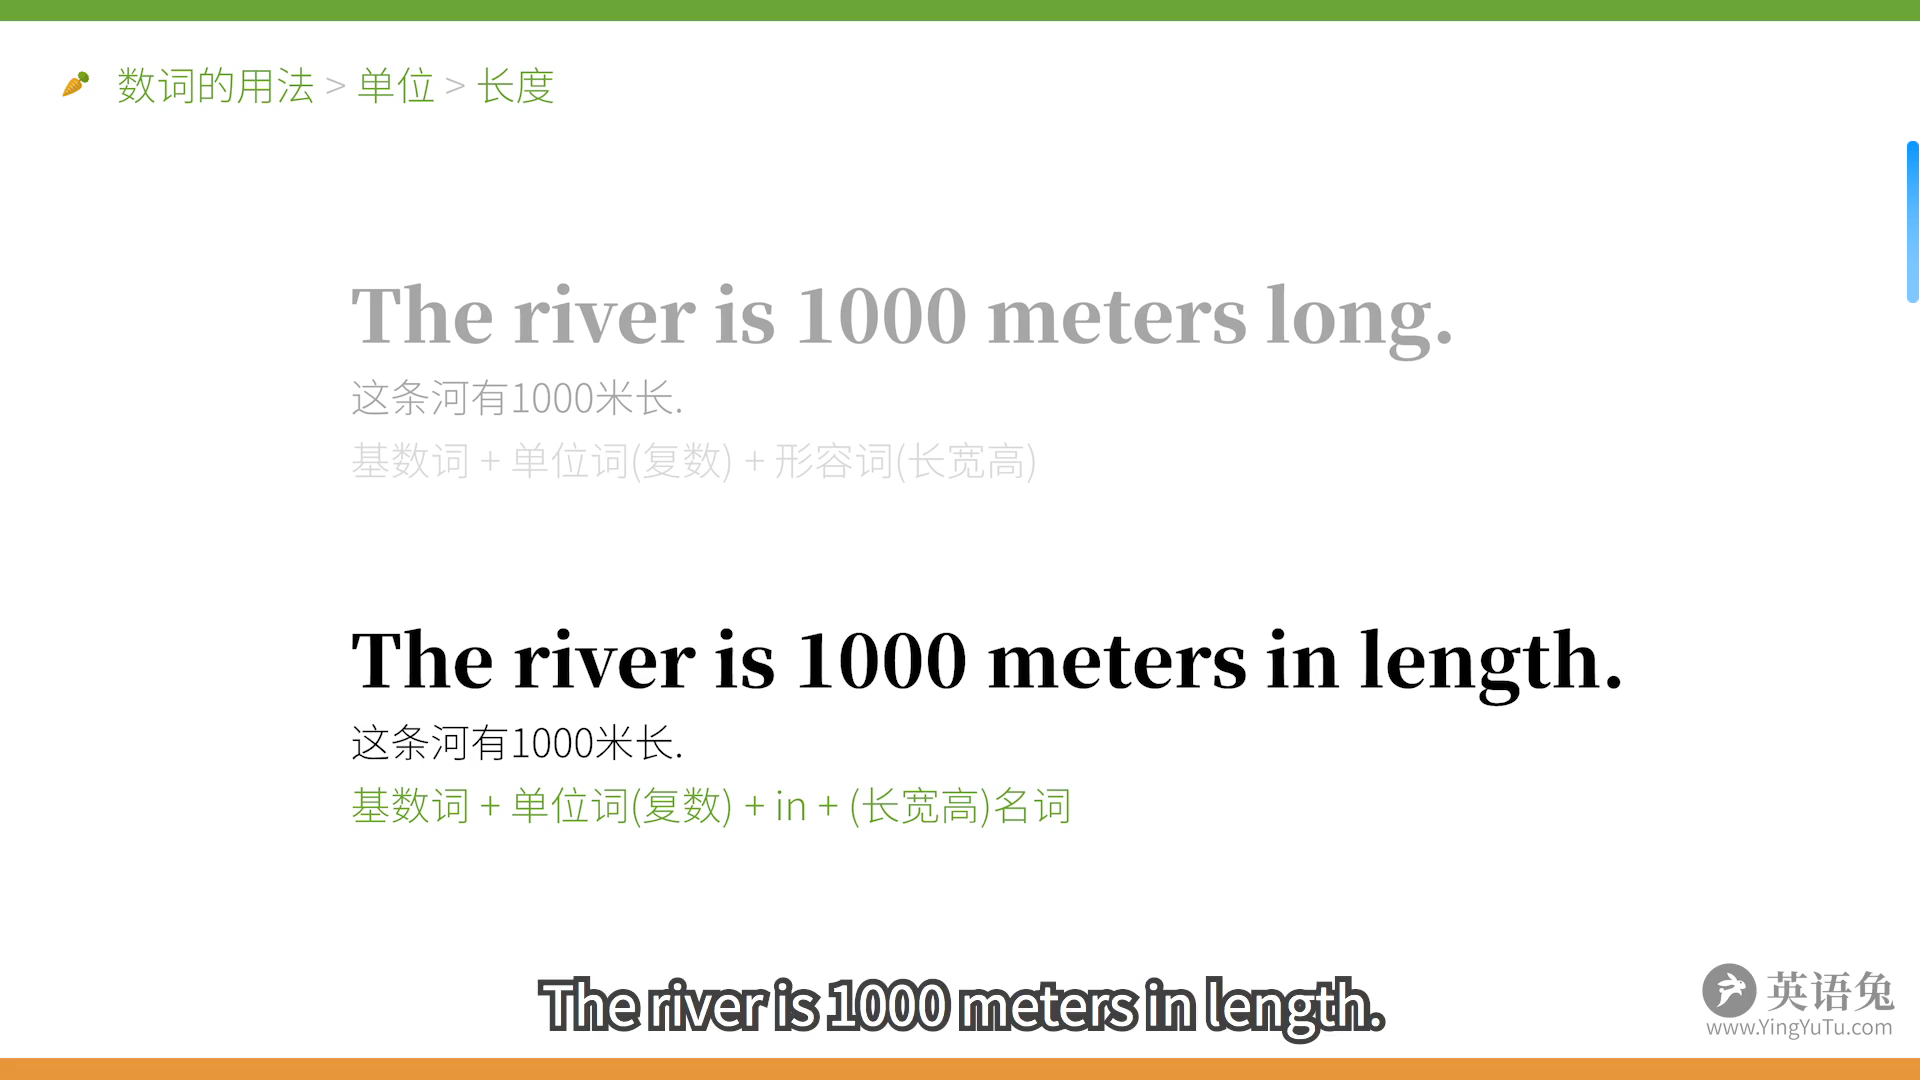 数词的用法 > 单位 > 长度
The river is 1000 meters long.
这条河有1000米长.
基数词 + 单位词(复数) + 形容词(长宽高)
The river is 1000 meters in length.
这条河有1000米长.
基数词 + 单位词(复数) + in + (长宽高)名词
The river is 1000 meters in length.
英语兔
www.YingYuTu.com